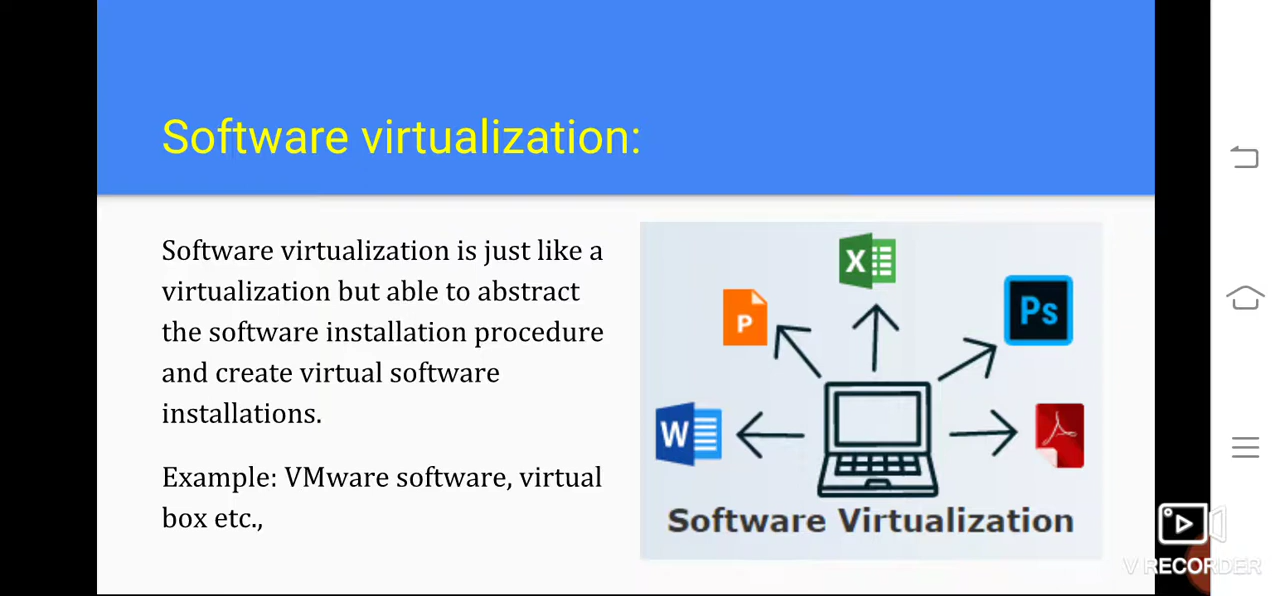 Software virtualization:
Software virtualization is just like a
virtualization but able to abstract
the software installation procedure
and create virtual software
installations.
Example: VMware software, virtual
box etc.,
X
P
Ps
W
Software Virtualization
V RECORDER